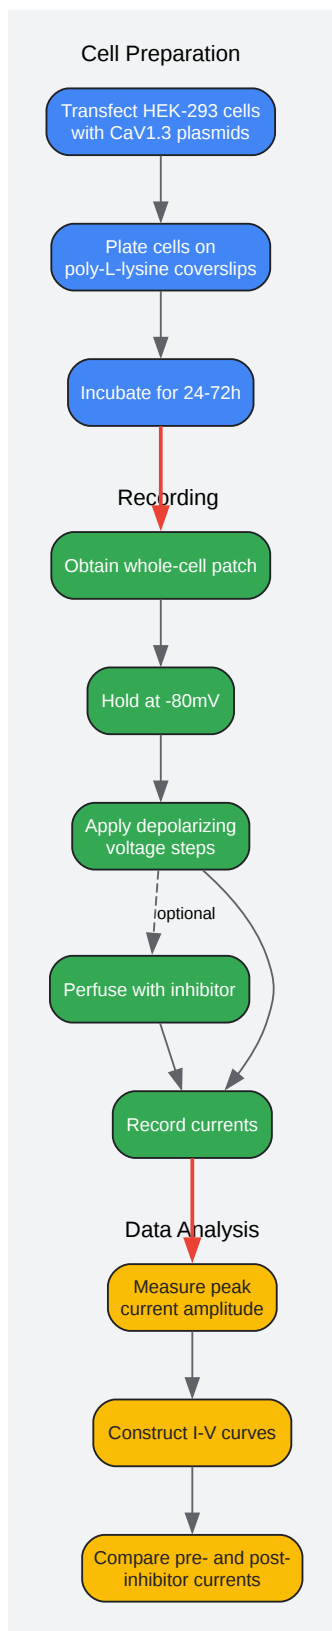 Cell Preparation
Transfect HEK-293 cells
with CaV1.3 plasmids
Plate cells on
poly-L-lysine coverslips
Incubate for 24-72h
Recording
Obtain whole-cell patch
Hold at -80mV
Apply depolarizing
voltage steps
optional
Perfuse with inhibitor
Record currents
Data Analysis
Measure peak
current amplitude
Construct I-V curves
Compare pre- and post-
inhibitor currents